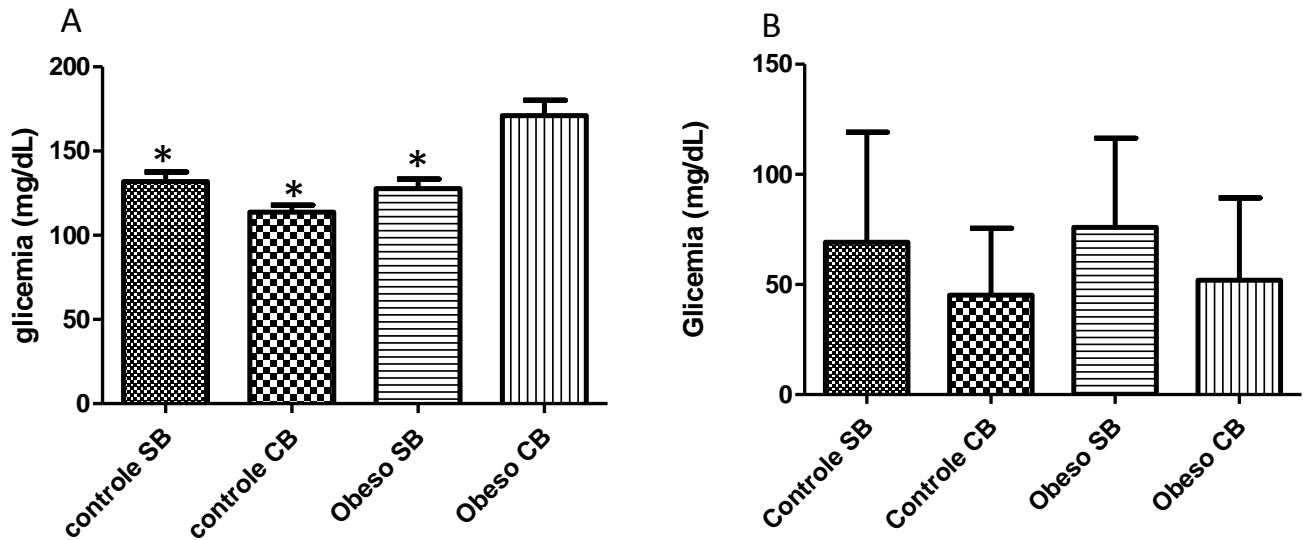 A
glicemia (mg/dL)
200
150
100
50
0
*
*
*
controle SB
controle CB
Obeso SB
Obeso CB
B
Glicemia (mg/dL)
150
100
50
0
Controle SB
Controle CB
Obeso SB
Obeso CB